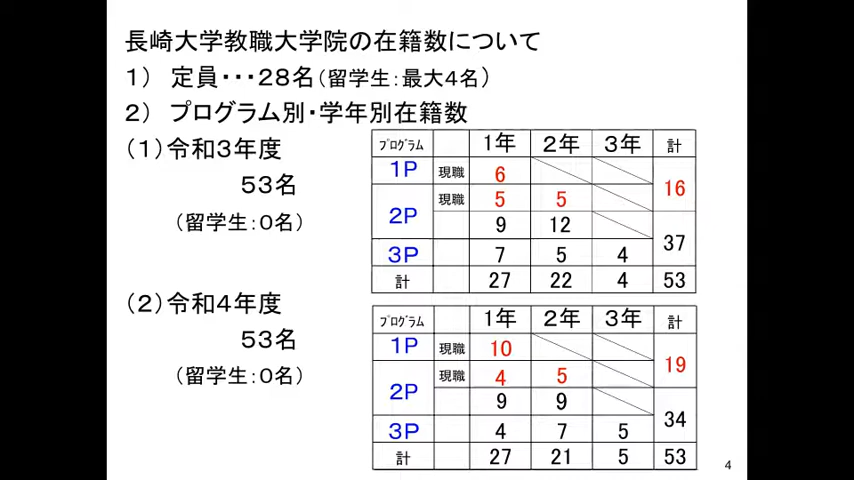 長崎大学教職大学院の在籍数について
１） 定員・・・２８名（留学生：最大４名）
２） プログラム別・学年別在籍数
（１）令和３年度
５３名
（留学生：０名）
ﾌﾟﾛｸﾞﾗﾑ １年 ２年 ３年 計
１P 現職 6 16
２P 現職 5 5
9 12 37
３P 7 5 4
計 27 22 4 53
（２）令和４年度
５３名
（留学生：０名）
ﾌﾟﾛｸﾞﾗﾑ １年 ２年 ３年 計
１P 現職 10 19
２P 現職 4 5
9 9 34
３P 4 7 5
計 27 21 5 53
4